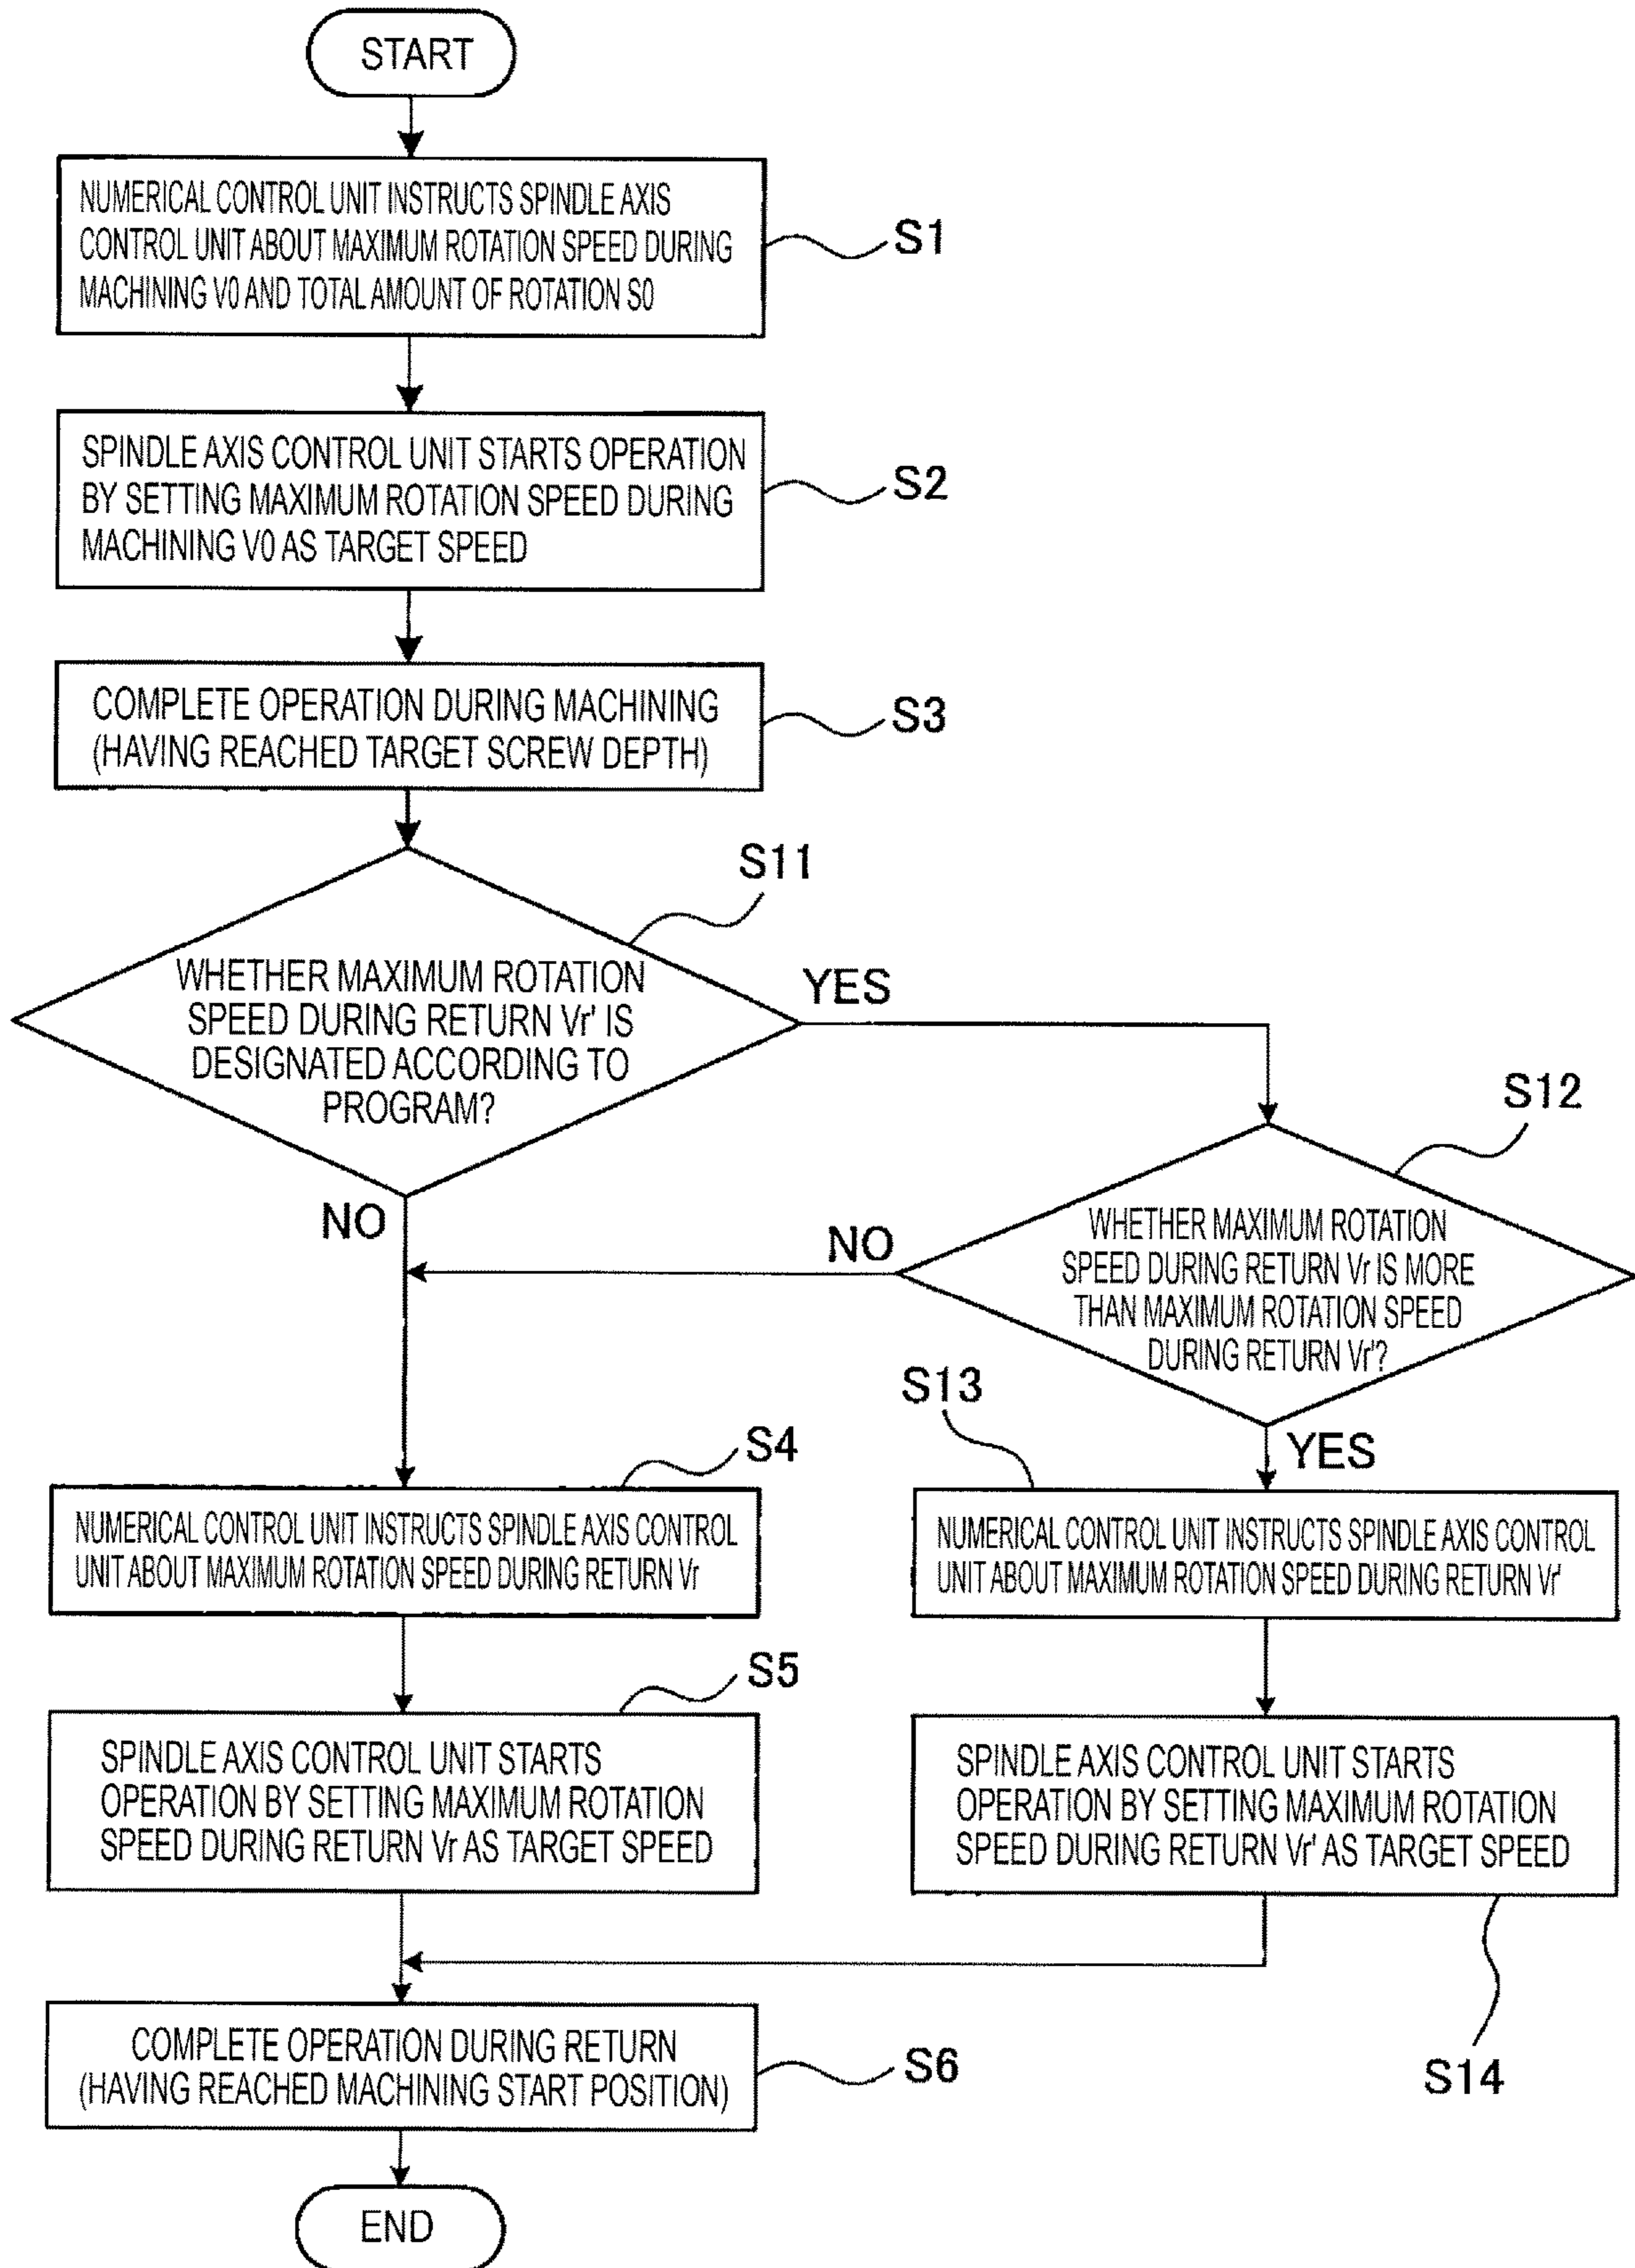 START
NUMERICAL CONTROL UNIT INSTRUCTS SPINDLE AXIS
CONTROL UNIT ABOUT MAXIMUM ROTATION SPEED DURING
MACHINING V0 AND TOTAL AMOUNT OF ROTATION S0
S1
SPINDLE AXIS CONTROL UNIT STARTS OPERATION
BY SETTING MAXIMUM ROTATION SPEED DURING
MACHINING V0 AS TARGET SPEED
S2
COMPLETE OPERATION DURING MACHINING
(HAVING REACHED TARGET SCREW DEPTH)
S3
S11
WHETHER MAXIMUM ROTATION
SPEED DURING RETURN Vr' IS
DESIGNATED ACCORDING TO
PROGRAM?
YES
NO
S12
WHETHER MAXIMUM ROTATION
SPEED DURING RETURN Vr IS MORE
THAN MAXIMUM ROTATION SPEED
DURING RETURN Vr'?
NO
YES
S4
NUMERICAL CONTROL UNIT INSTRUCTS SPINDLE AXIS CONTROL
UNIT ABOUT MAXIMUM ROTATION SPEED DURING RETURN Vr
S13
NUMERICAL CONTROL UNIT INSTRUCTS SPINDLE AXIS CONTROL
UNIT ABOUT MAXIMUM ROTATION SPEED DURING RETURN Vr'
S5
SPINDLE AXIS CONTROL UNIT STARTS
OPERATION BY SETTING MAXIMUM ROTATION
SPEED DURING RETURN Vr AS TARGET SPEED
SPINDLE AXIS CONTROL UNIT STARTS
OPERATION BY SETTING MAXIMUM ROTATION
SPEED DURING RETURN Vr' AS TARGET SPEED
S14
COMPLETE OPERATION DURING RETURN
(HAVING REACHED MACHINING START POSITION)
S6
END